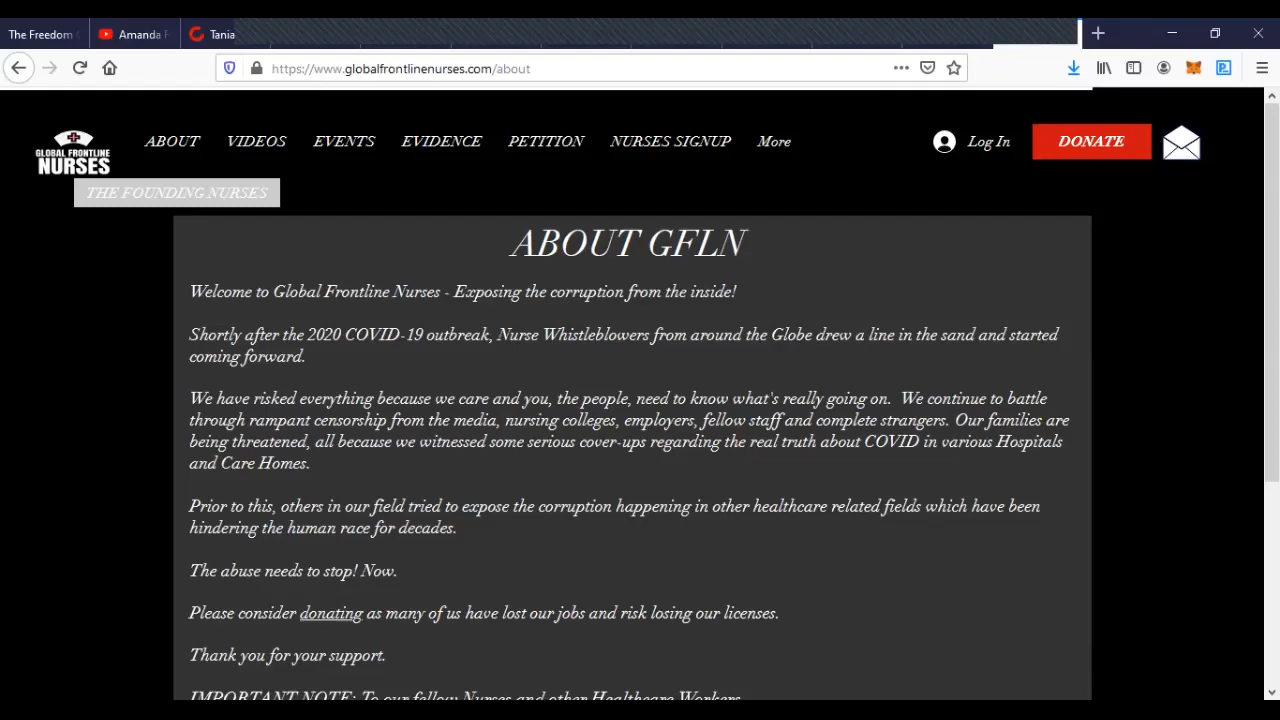 The Freedom
Amanda F
Tania
https://www.globalfrontlinenurses.com/about
GLOBAL FRONTLINE
NURSES
ABOUT VIDEOS EVENTS EVIDENCE PETITION NURSES SIGNUP More
Log In
DONATE
THE FOUNDING NURSES
ABOUT GFLN
Welcome to Global Frontline Nurses - Exposing the corruption from the inside!
Shortly after the 2020 COVID-19 outbreak, Nurse Whistleblowers from around the Globe drew a line in the sand and started
coming forward.
We have risked everything because we care and you, the people, need to know what's really going on. We continue to battle
through rampant censorship from the media, nursing colleges, employers, fellow staff and complete strangers. Our families are
being threatened, all because we witnessed some serious cover-ups regarding the real truth about COVID in various Hospitals
and Care Homes.
Prior to this, others in our field tried to expose the corruption happening in other healthcare related fields which have been
hindering the human race for decades.
The abuse needs to stop! Now.
Please consider donating as many of us have lost our jobs and risk losing our licenses.
Thank you for your support.
IMPORTANT NOTE: To our fellow Nurses and other Healthcare Workers